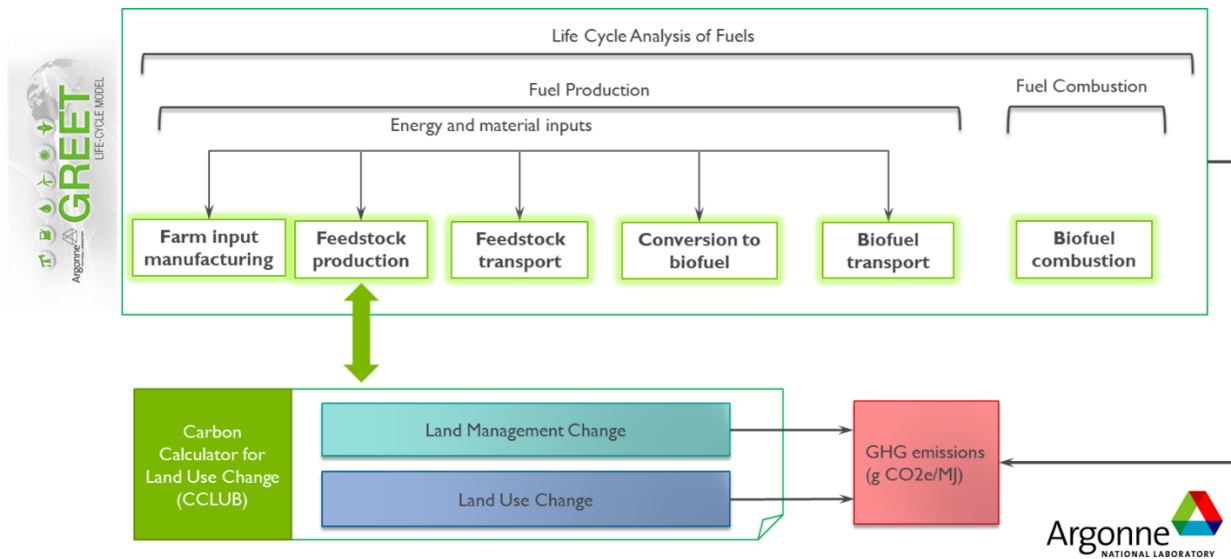 Life Cycle Analysis of Fuels
Fuel Production
Fuel Combustion
Energy and material inputs
Argonne
GREET
LIFE-CYCLE MODEL
Farm input
manufacturing
Feedstock
production
Feedstock
transport
Conversion to
biofuel
Biofuel
transport
Biofuel
combustion
Carbon
Calculator for
Land Use Change
(CCLUB)
Land Management Change
Land Use Change
GHG emissions
(g CO2e/MJ)
Argonne
NATIONAL LABORATORY